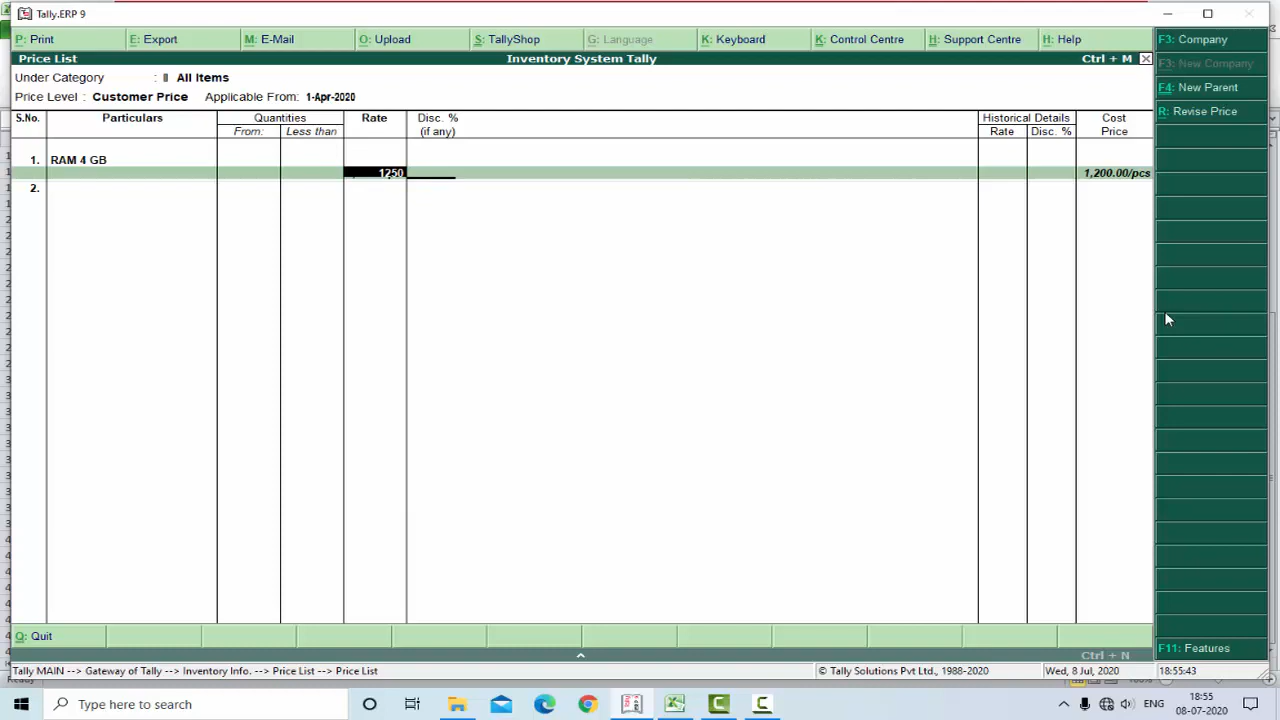 Tally.ERP 9
P: Print E: Export M: E-Mail O: Upload S: TallyShop G: Language K: Keyboard K: Control Centre H: Support Centre H: Help
F3: Company
Price List Inventory System Tally Ctrl + M
F3: New Company
Under Category : All Items
F4: New Parent
Price Level : Customer Price Applicable From: 1-Apr-2020
R: Revise Price
S.No. Particulars Quantities Rate Disc. % Historical Details Cost
From: Less than (if any) Rate Disc. % Price
1. RAM 4 GB
1250 1,200.00/pcs
2.
Q: Quit
F11: Features
Ctrl + N
Tally MAIN --> Gateway of Tally --> Inventory Info. --> Price List --> Price List © Tally Solutions Pvt Ltd., 1988-2020 Wed, 8 Jul, 2020 18:55:43
Type here to search
ENG
18:55
08-07-2020